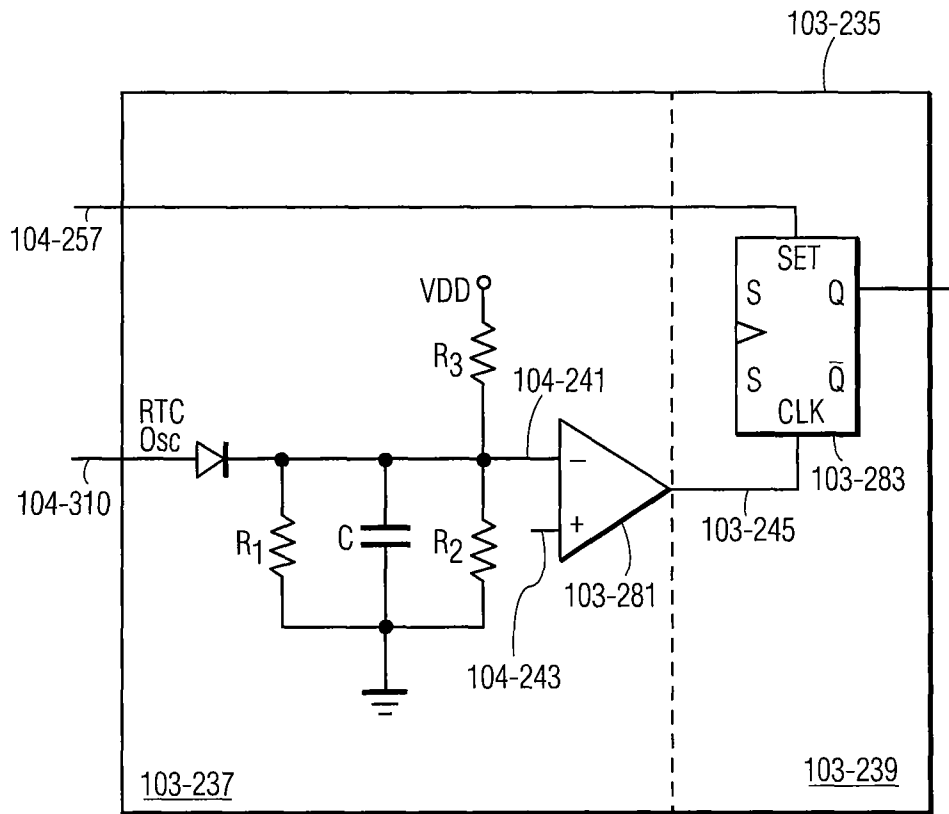 103-235
104-257
SET
S Q
S Q̅
CLK
VDD
R3
104-241
RTC
Osc
104-310
R1
C
R2
−
+
103-283
103-245
103-281
104-243
103-237
103-239